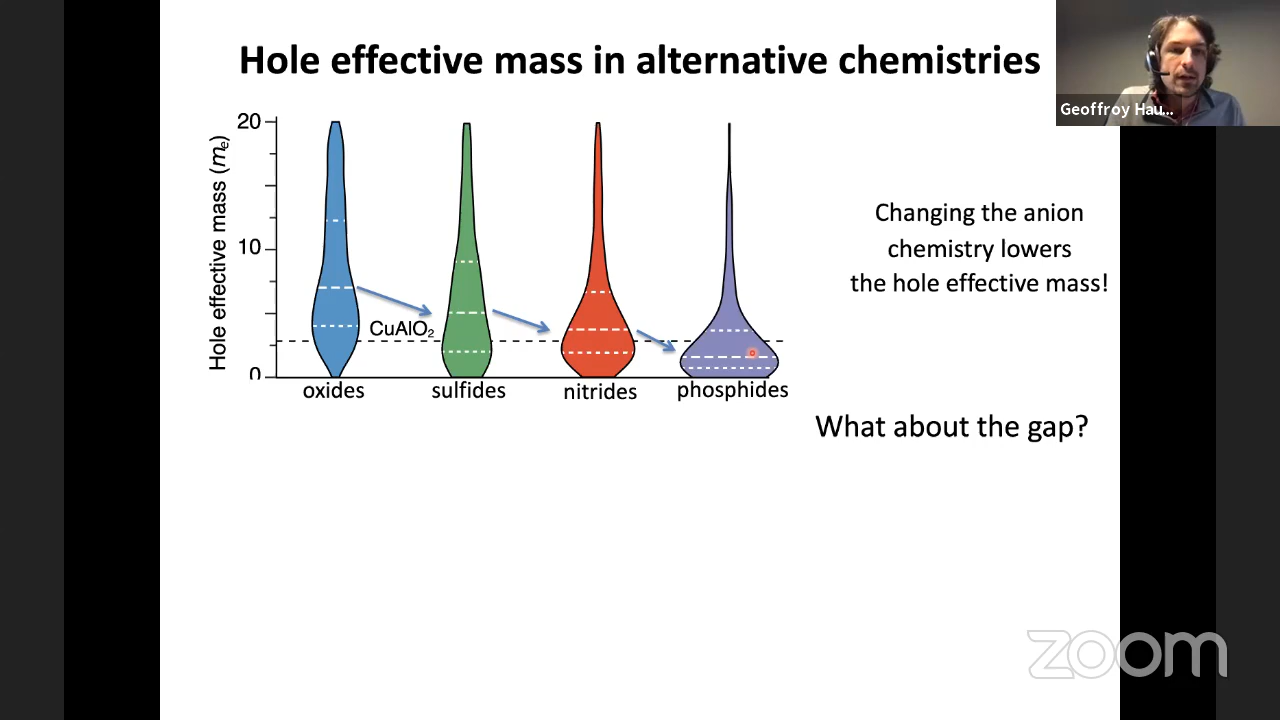 Hole effective mass in alternative chemistries
Geoffroy Hau...
Hole effective mass (me)
20
10
0
CuAlO2
oxides
sulfides
nitrides
phosphides
Changing the anion
chemistry lowers
the hole effective mass!
What about the gap?
zoom